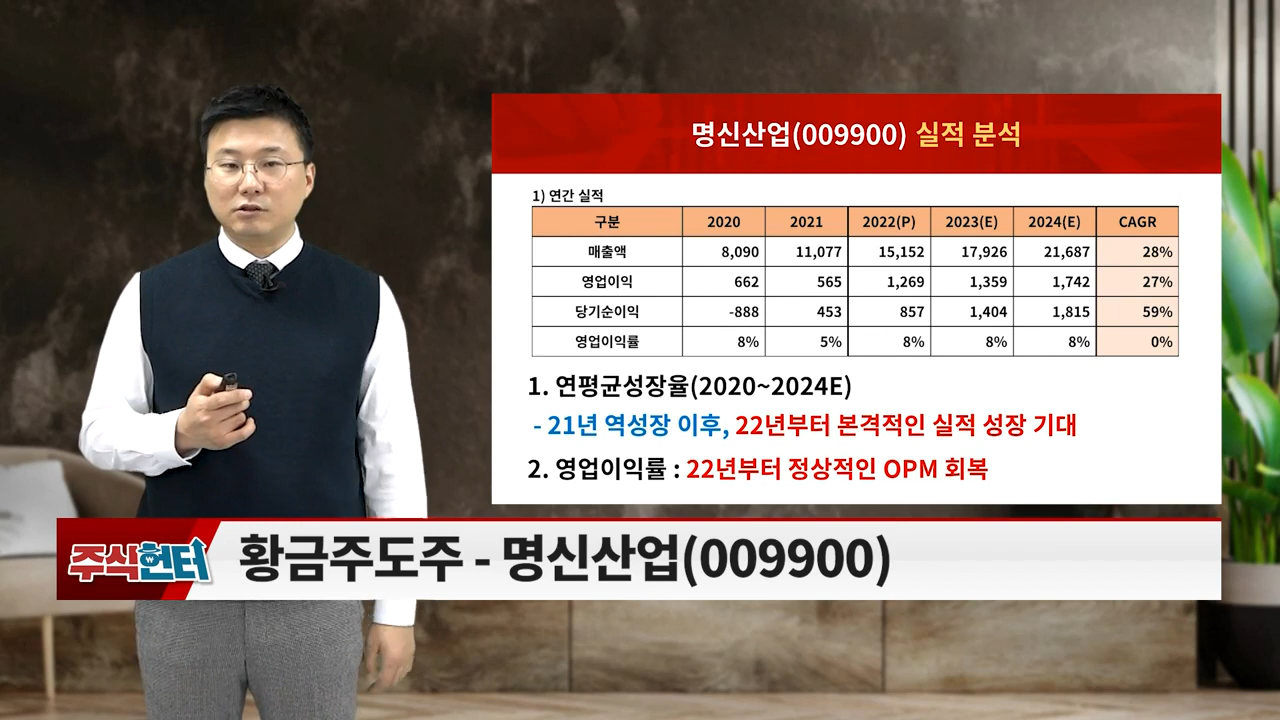 명신산업(009900) 실적 분석
1) 연간 실적
구분 2020 2021 2022(P) 2023(E) 2024(E) CAGR
매출액 8,090 11,077 15,152 17,926 21,687 28%
영업이익 662 565 1,269 1,359 1,742 27%
당기순이익 -888 453 857 1,404 1,815 59%
영업이익률 8% 5% 8% 8% 8% 0%
1. 연평균성장율(2020~2024E)
- 21년 역성장 이후, 22년부터 본격적인 실적 성장 기대
2. 영업이익률 : 22년부터 정상적인 OPM 회복
주식헌터 황금주도주 - 명신산업(009900)